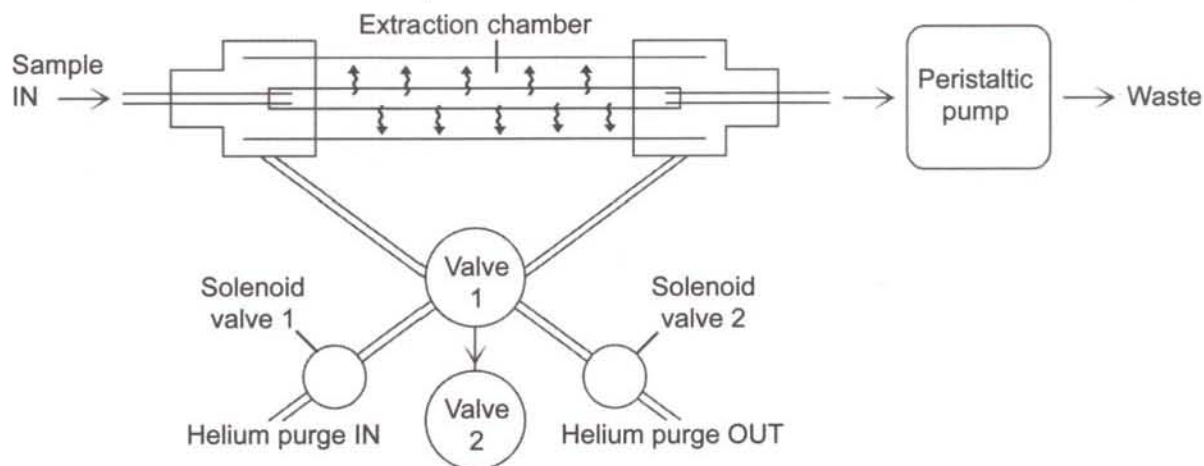 Extraction chamber
Sample
IN
Peristaltic
pump
Waste
Valve
1
Solenoid
valve 1
Solenoid
valve 2
Valve
2
Helium purge IN
Helium purge OUT